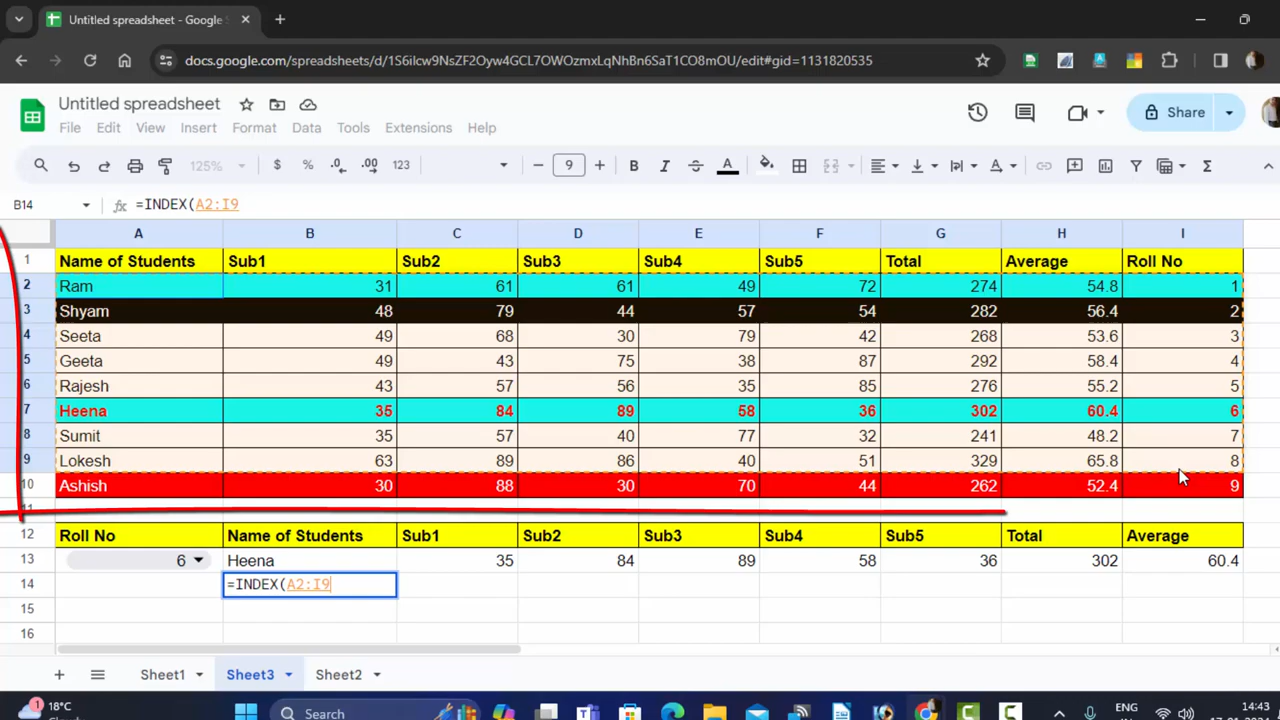 Untitled spreadsheet - Google
docs.google.com/spreadsheets/d/1S6ilcw9NsZF2Oyw4GCL7OWOzmxLqNhBn6SaT1CO8mOU/edit#gid=1131820535
Untitled spreadsheet
File Edit View Insert Format Data Tools Extensions Help
Share
125% $ % .0 .00 123 9 B I S A Σ
B14 fx =INDEX(A2:I9
A B C D E F G H I
1 Name of Students Sub1 Sub2 Sub3 Sub4 Sub5 Total Average Roll No
2 Ram 31 61 61 49 72 274 54.8 1
3 Shyam 48 79 44 57 54 282 56.4 2
4 Seeta 49 68 30 79 42 268 53.6 3
5 Geeta 49 43 75 38 87 292 58.4 4
6 Rajesh 43 57 56 35 85 276 55.2 5
7 Heena 35 84 89 58 36 302 60.4 6
8 Sumit 35 57 40 77 32 241 48.2 7
9 Lokesh 63 89 86 40 51 329 65.8 8
10 Ashish 30 88 30 70 44 262 52.4 9
11
12 Roll No Name of Students Sub1 Sub2 Sub3 Sub4 Sub5 Total Average
13 6 Heena 35 84 89 58 36 302 60.4
14 =INDEX(A2:I9
15
16
Sheet1 Sheet3 Sheet2
1 18°C
Search
ENG
14:43